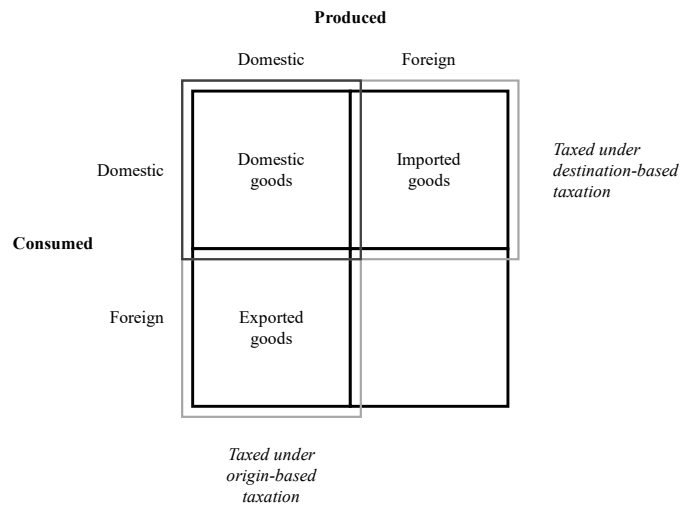 Produced
Domestic
Foreign
Domestic
Domestic
goods
Imported
goods
Taxed under
destination-based
taxation
Consumed
Foreign
Exported
goods
Taxed under
origin-based
taxation